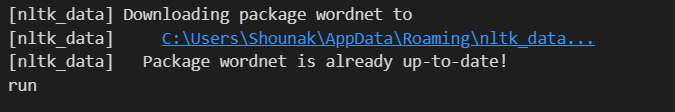 [nltk_data] Downloading package wordnet to
[nltk_data]     C:\Users\Shounak\AppData\Roaming\nltk_data...
[nltk_data]   Package wordnet is already up-to-date!
run